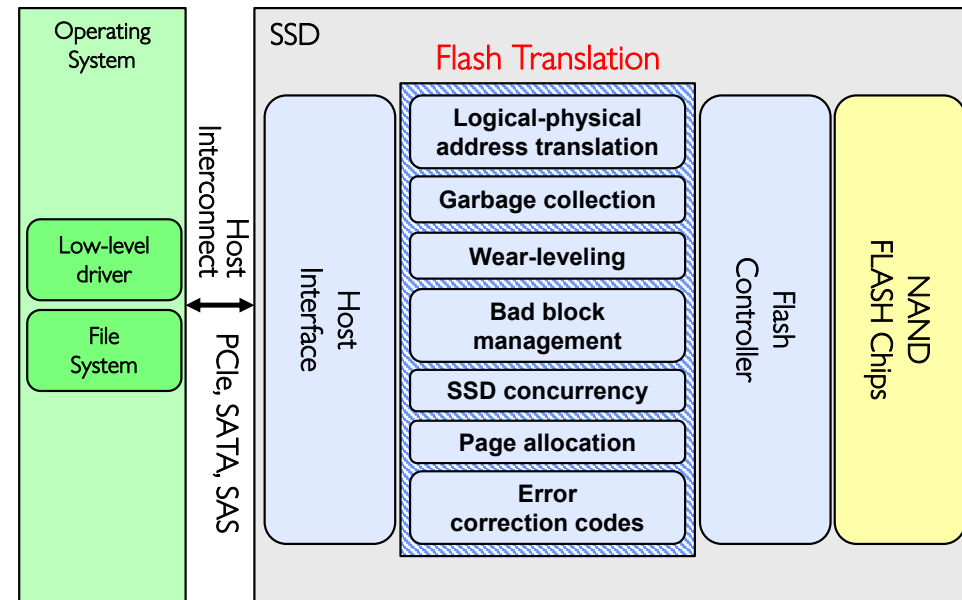 Operating
System
Low-level
driver
File
System
Host
Interconnect
PCIe, SATA, SAS
SSD
Flash Translation
Host
Interface
Logical-physical
address translation
Garbage collection
Wear-leveling
Bad block
management
SSD concurrency
Page allocation
Error
correction codes
Flash
Controller
NAND
FLASH Chips